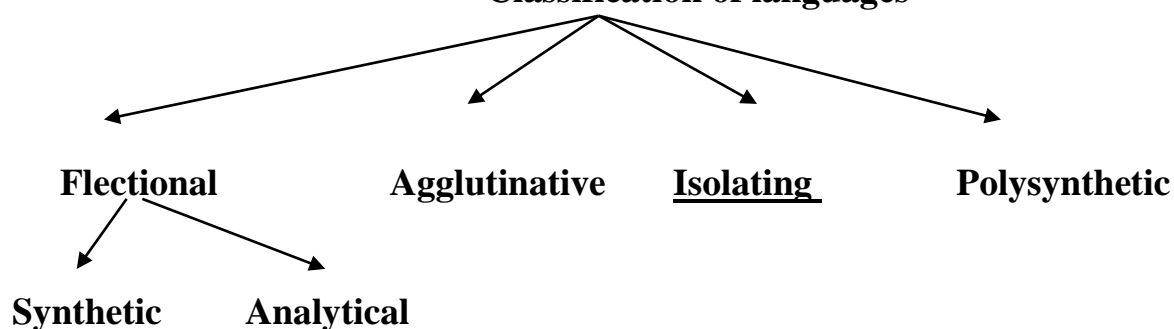 Classification of languages
Flectional Agglutinative Isolating Polysynthetic
Synthetic Analytical